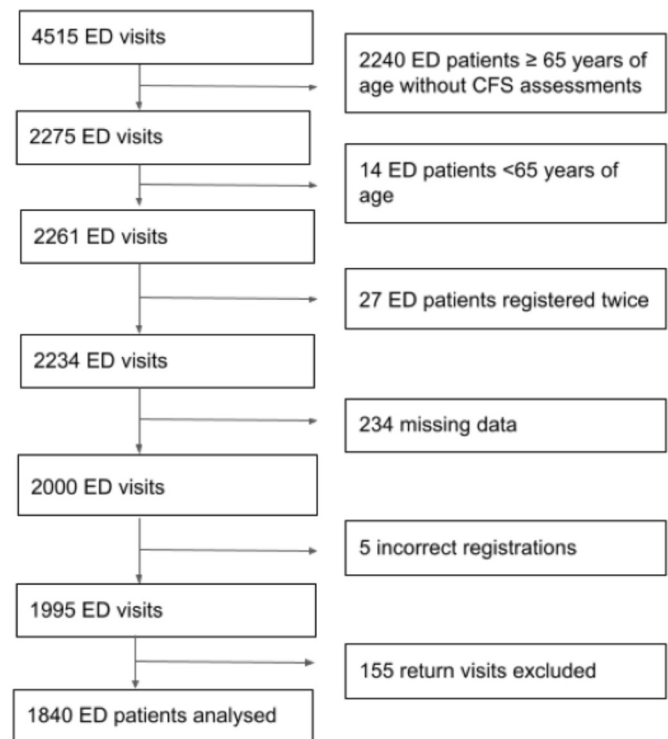 4515 ED visits
2240 ED patients ≥ 65 years of
age without CFS assessments
2275 ED visits
14 ED patients <65 years of
age
2261 ED visits
27 ED patients registered twice
2234 ED visits
234 missing data
2000 ED visits
5 incorrect registrations
1995 ED visits
155 return visits excluded
1840 ED patients analysed